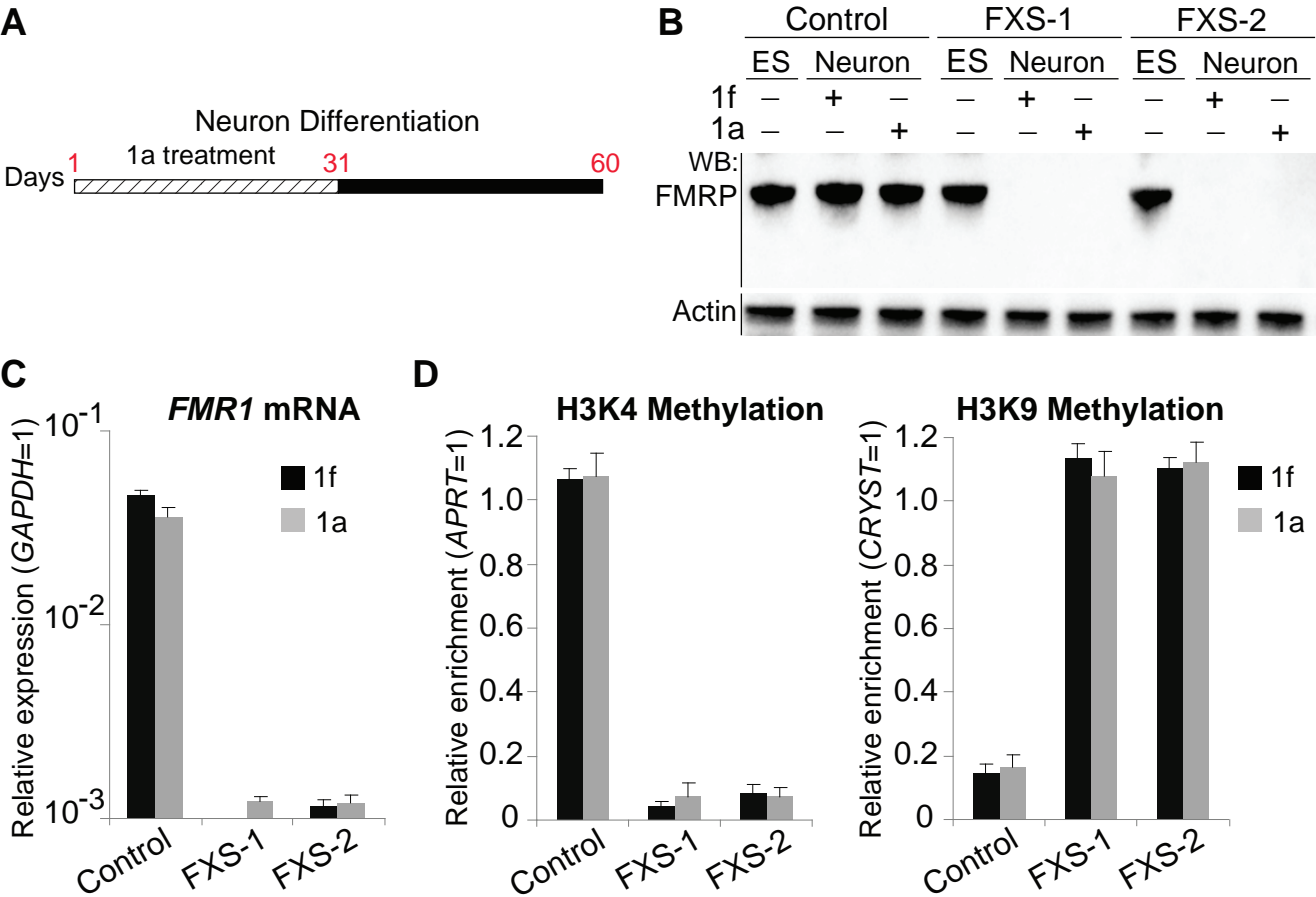 A
Neuron Differentiation
1a treatment
Days 1 31 60
B
Control FXS-1 FXS-2
ES Neuron ES Neuron ES Neuron
1f − + − − + − − + −
1a − − + − − + − − +
WB:
FMRP
Actin
C
FMR1 mRNA
Relative expression (GAPDH=1)
10-1
10-2
10-3
1f
1a
Control FXS-1 FXS-2
D
H3K4 Methylation
Relative enrichment (APRT=1)
1.2
1.0
0.8
0.6
0.4
0.2
0
Control FXS-1 FXS-2
H3K9 Methylation
Relative enrichment (CRYST=1)
1.2
1.0
0.8
0.6
0.4
0.2
0
1f
1a
Control FXS-1 FXS-2